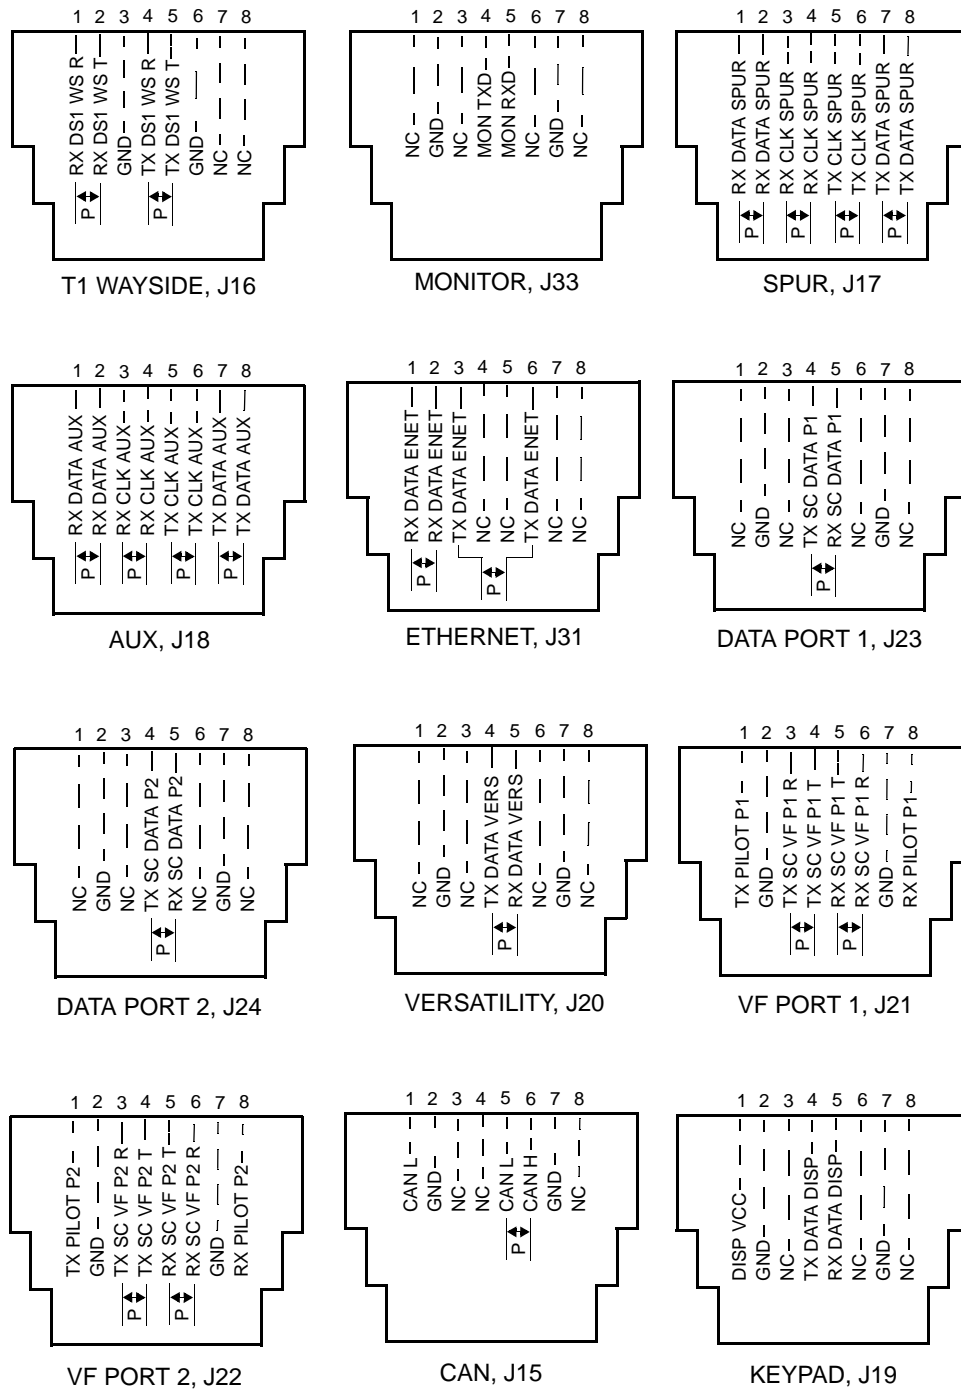 1 2 3 4 5 6 7 8
RX DS1 WS R
RX DS1 WS T
GND
TX DS1 WS R
TX DS1 WS T
GND
NC
NC
P
P
T1 WAYSIDE, J16
1 2 3 4 5 6 7 8
NC
GND
NC
MON TXD
MON RXD
NC
GND
NC
MONITOR, J33
1 2 3 4 5 6 7 8
RX DATA SPUR
RX DATA SPUR
RX CLK SPUR
RX CLK SPUR
TX CLK SPUR
TX CLK SPUR
TX DATA SPUR
TX DATA SPUR
P
P
P
P
SPUR, J17
1 2 3 4 5 6 7 8
RX DATA AUX
RX DATA AUX
RX CLK AUX
RX CLK AUX
TX CLK AUX
TX CLK AUX
TX DATA AUX
TX DATA AUX
P
P
P
P
AUX, J18
1 2 3 4 5 6 7 8
RX DATA ENET
RX DATA ENET
TX DATA ENET
NC
NC
TX DATA ENET
NC
NC
P
P
ETHERNET, J31
1 2 3 4 5 6 7 8
NC
GND
NC
TX SC DATA P1
RX SC DATA P1
NC
GND
NC
P
DATA PORT 1, J23
1 2 3 4 5 6 7 8
NC
GND
NC
TX SC DATA P2
RX SC DATA P2
NC
GND
NC
P
DATA PORT 2, J24
1 2 3 4 5 6 7 8
NC
GND
NC
TX DATA VERS
RX DATA VERS
NC
GND
NC
P
VERSATILITY, J20
1 2 3 4 5 6 7 8
TX PILOT P1
GND
TX SC VF P1 R
TX SC VF P1 T
RX SC VF P1 T
RX SC VF P1 R
GND
RX PILOT P1
P
P
VF PORT 1, J21
1 2 3 4 5 6 7 8
TX PILOT P2
GND
TX SC VF P2 R
TX SC VF P2 T
RX SC VF P2 T
RX SC VF P2 R
GND
RX PILOT P2
P
P
VF PORT 2, J22
1 2 3 4 5 6 7 8
CAN L
GND
NC
NC
CAN L
CAN H
GND
NC
P
CAN, J15
1 2 3 4 5 6 7 8
DISP VCC
GND
NC
TX DATA DISP
RX DATA DISP
NC
GND
NC
KEYPAD, J19